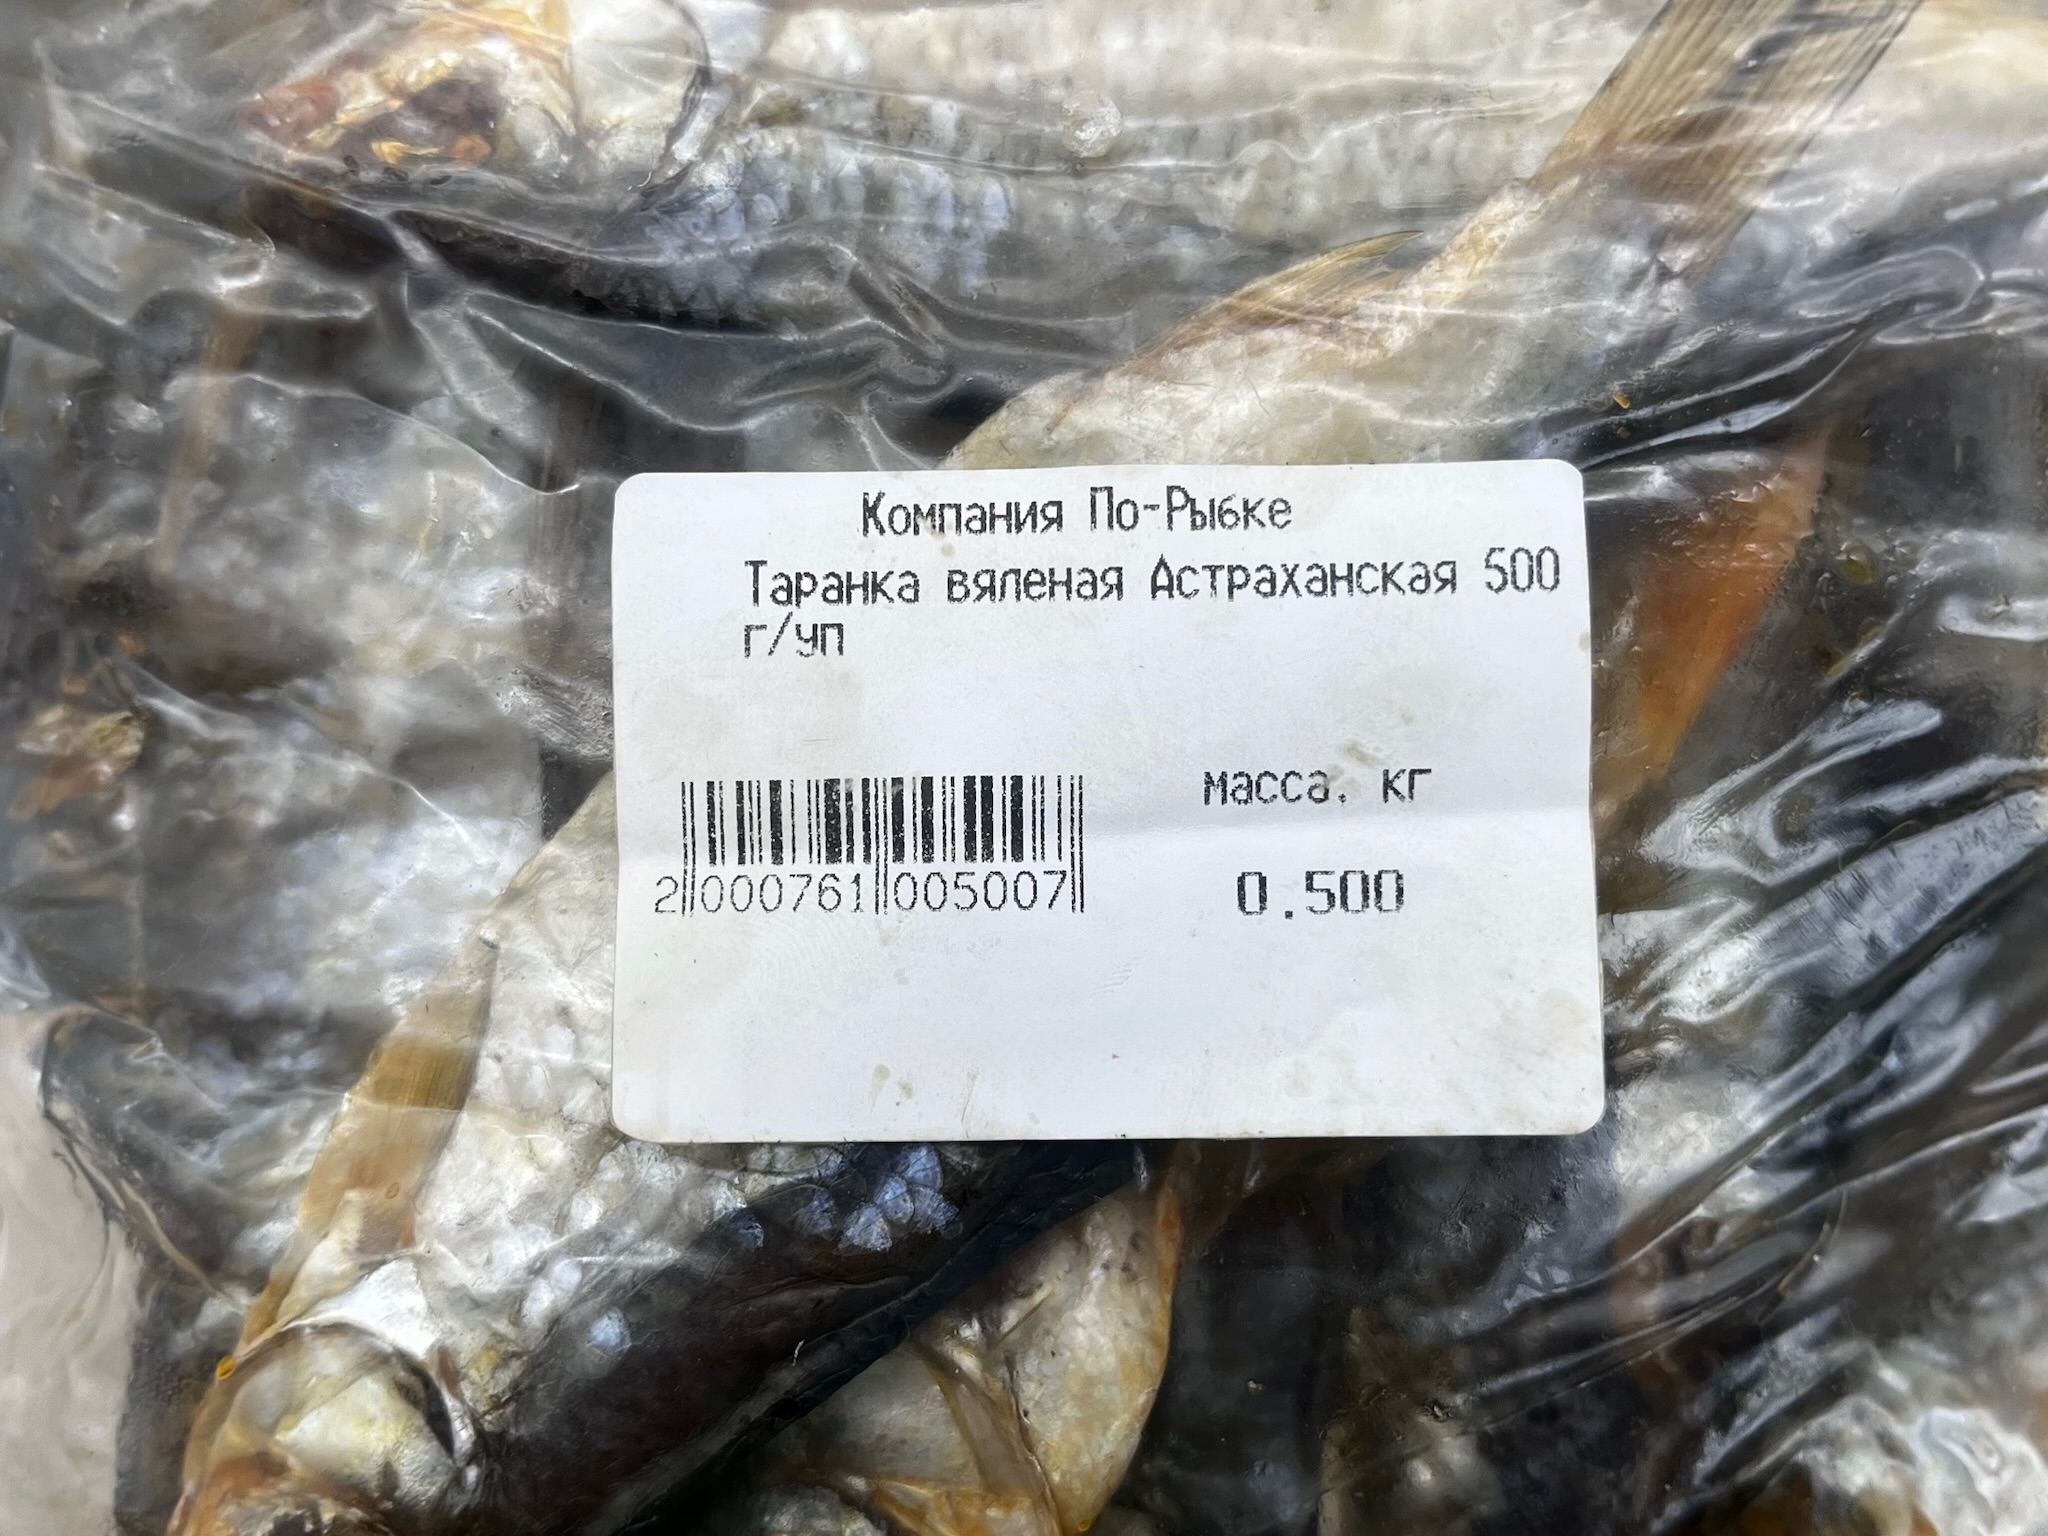 Компания По-Рыбке
Таранка вяленая Астраханская 500
г/уп
масса. кг
2 000761 005007
0.500